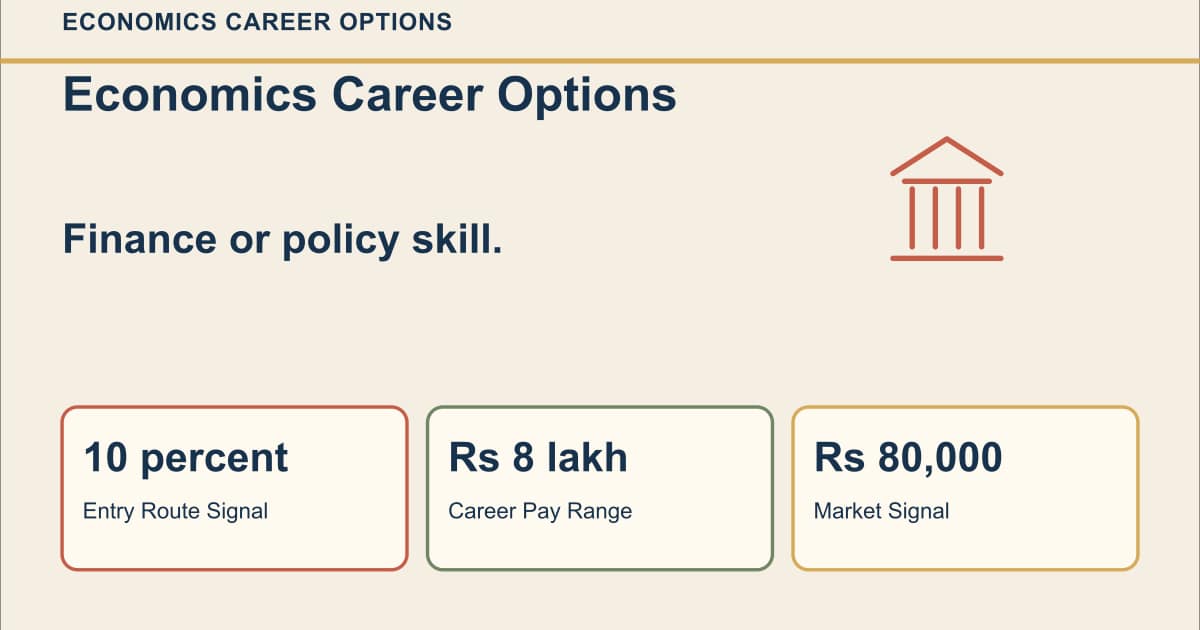 ECONOMICS CAREER OPTIONS
Economics Career Options
Finance or policy skill.
10 percent
Entry Route Signal
Rs 8 lakh
Career Pay Range
Rs 80,000
Market Signal